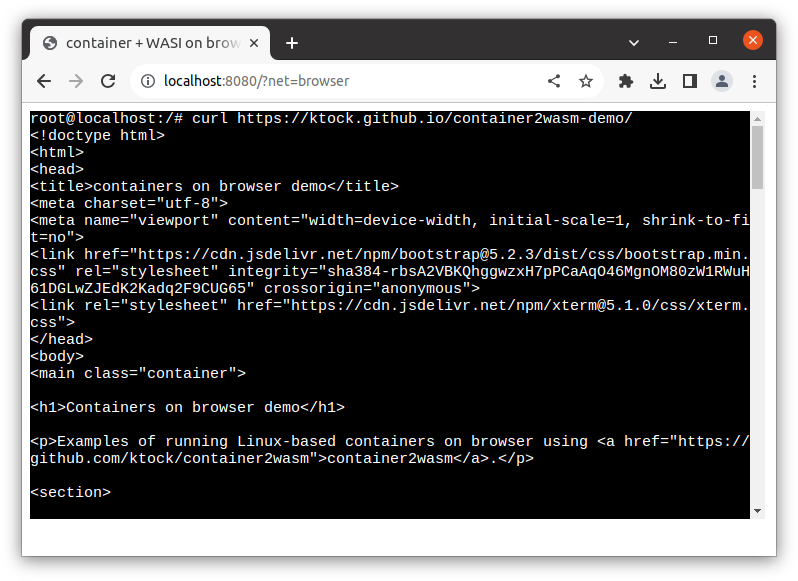 container + WASI on brow
localhost:8080/?net=browser
root@localhost:/# curl https://ktock.github.io/container2wasm-demo/
<!doctype html>
<html>
<head>
<title>containers on browser demo</title>
<meta charset="utf-8">
<meta name="viewport" content="width=device-width, initial-scale=1, shrink-to-fi
t=no">
<link href="https://cdn.jsdelivr.net/npm/bootstrap@5.2.3/dist/css/bootstrap.min.
css" rel="stylesheet" integrity="sha384-rbsA2VBKQhggwzxH7pPCaAqO46MgnOM80zW1RWuH
61DGLwZJEdK2Kadq2F9CUG65" crossorigin="anonymous">
<link rel="stylesheet" href="https://cdn.jsdelivr.net/npm/xterm@5.1.0/css/xterm.
css">
</head>
<body>
<main class="container">
<h1>Containers on browser demo</h1>
<p>Examples of running Linux-based containers on browser using <a href="https://
github.com/ktock/container2wasm">container2wasm</a>.</p>
<section>